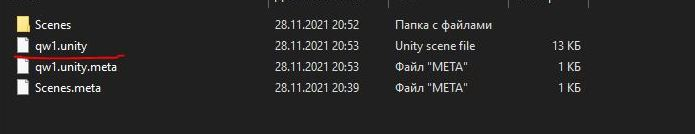 Scenes 28.11.2021 20:52 Папка с файлами
qw1.unity 28.11.2021 20:53 Unity scene file 13 КБ
qw1.unity.meta 28.11.2021 20:53 Файл "META" 1 КБ
Scenes.meta 28.11.2021 20:39 Файл "META" 1 КБ